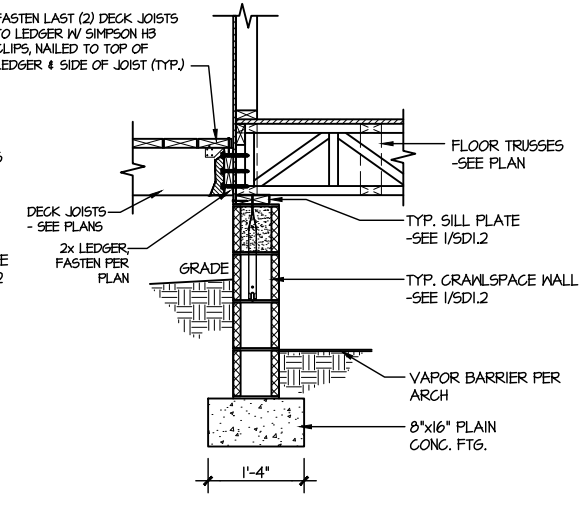 FASTEN LAST (2) DECK JOISTS
TO LEDGER W/ SIMPSON H3
CLIPS, NAILED TO TOP OF
LEDGER & SIDE OF JOIST (TYP.)
FLOOR TRUSSES
-SEE PLAN
DECK JOISTS
- SEE PLANS
2X LEDGER,
FASTEN PER
PLAN
TYP. SILL PLATE
-SEE 1/SD1.2
GRADE
TYP. CRAWLSPACE WALL
-SEE 1/SD1.2
VAPOR BARRIER PER
ARCH
8"x16" PLAIN
CONC. FTG.
1'-4"